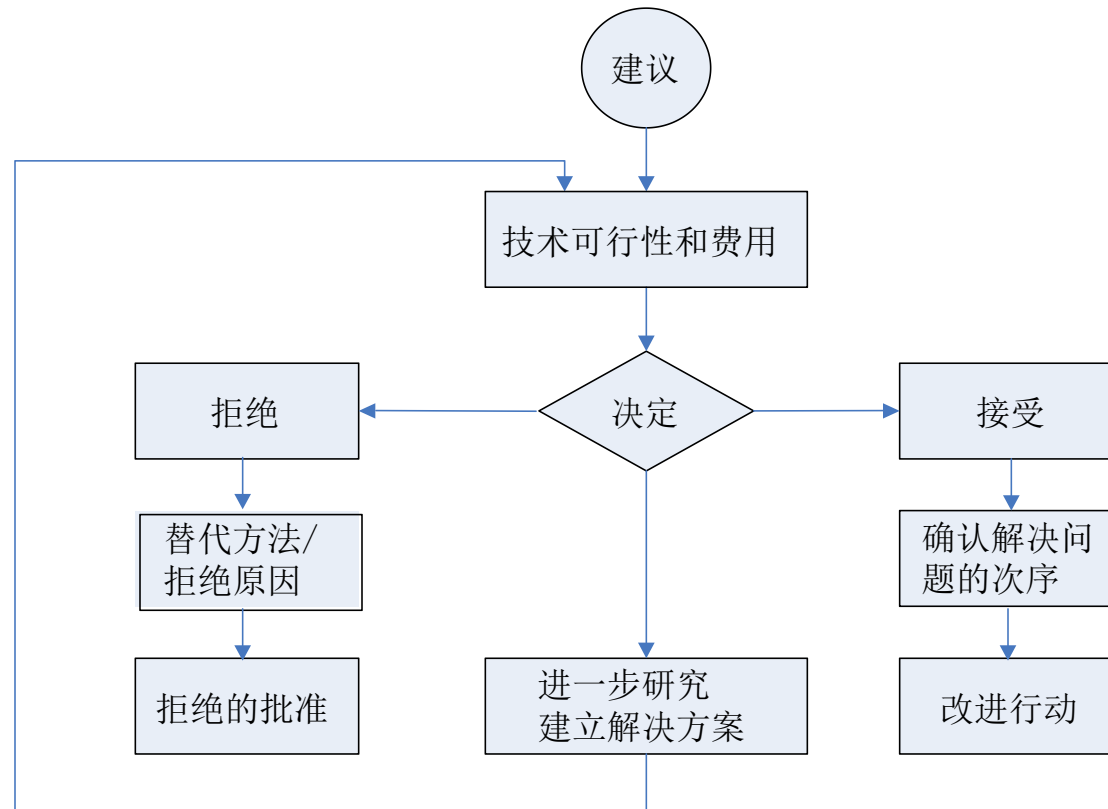 建议
技术可行性和费用
拒绝
决定
接受
替代方法/
拒绝原因
确认解决问
题的次序
拒绝的批准
进一步研究
建立解决方案
改进行动